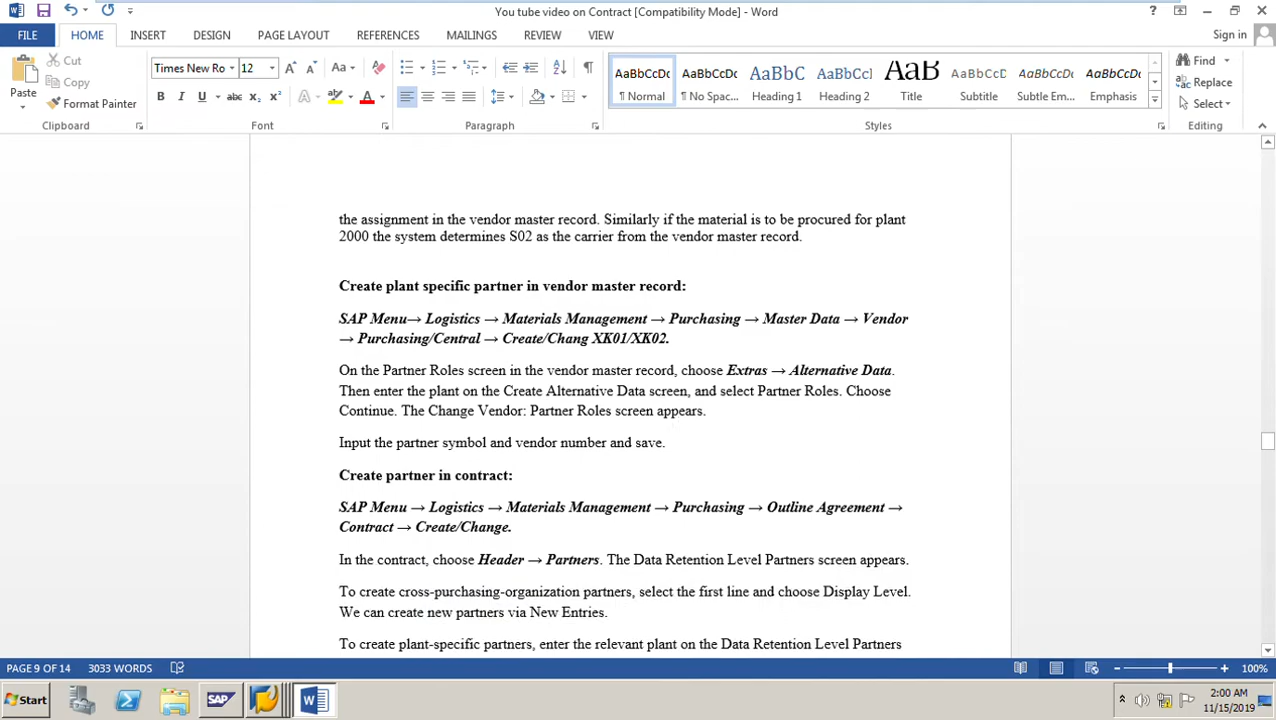 You tube video on Contract [Compatibility Mode] - Word
FILE HOME INSERT DESIGN PAGE LAYOUT REFERENCES MAILINGS REVIEW VIEW Sign in
Paste
Cut
Copy
Format Painter
Clipboard
Times New Ro 12
Font
Paragraph
AaBbCcDc AaBbCcDc AaBbC AaBbCc AaB AaBbCcD AaBbCcDc AaBbCcDc
¶ Normal ¶ No Spac... Heading 1 Heading 2 Title Subtitle Subtle Em... Emphasis
Styles
Find
Replace
Select
Editing
the assignment in the vendor master record. Similarly if the material is to be procured for plant
2000 the system determines S02 as the carrier from the vendor master record.
Create plant specific partner in vendor master record:
SAP Menu→ Logistics → Materials Management → Purchasing → Master Data → Vendor
→ Purchasing/Central → Create/Chang XK01/XK02.
On the Partner Roles screen in the vendor master record, choose Extras → Alternative Data.
Then enter the plant on the Create Alternative Data screen, and select Partner Roles. Choose
Continue. The Change Vendor: Partner Roles screen appears.
Input the partner symbol and vendor number and save.
Create partner in contract:
SAP Menu → Logistics → Materials Management → Purchasing → Outline Agreement →
Contract → Create/Change.
In the contract, choose Header → Partners. The Data Retention Level Partners screen appears.
To create cross-purchasing-organization partners, select the first line and choose Display Level.
We can create new partners via New Entries.
To create plant-specific partners, enter the relevant plant on the Data Retention Level Partners
PAGE 9 OF 14 3033 WORDS 100%
Start SAP 2:00 AM
11/15/2019